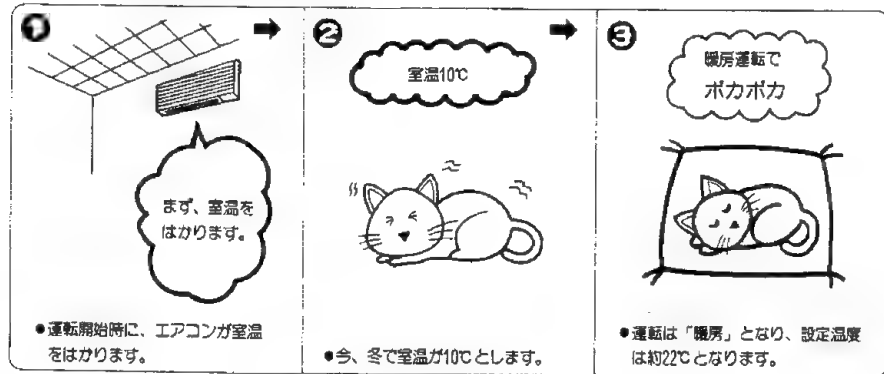 ❶
まず、室温を
はかります。
●運転開始時に、エアコンが室温
をはかります。
❷
室温10℃
●今、冬で室温が10℃とします。
❸
暖房運転で
ポカポカ
●運転は「暖房」となり、設定温度
は約22℃となります。